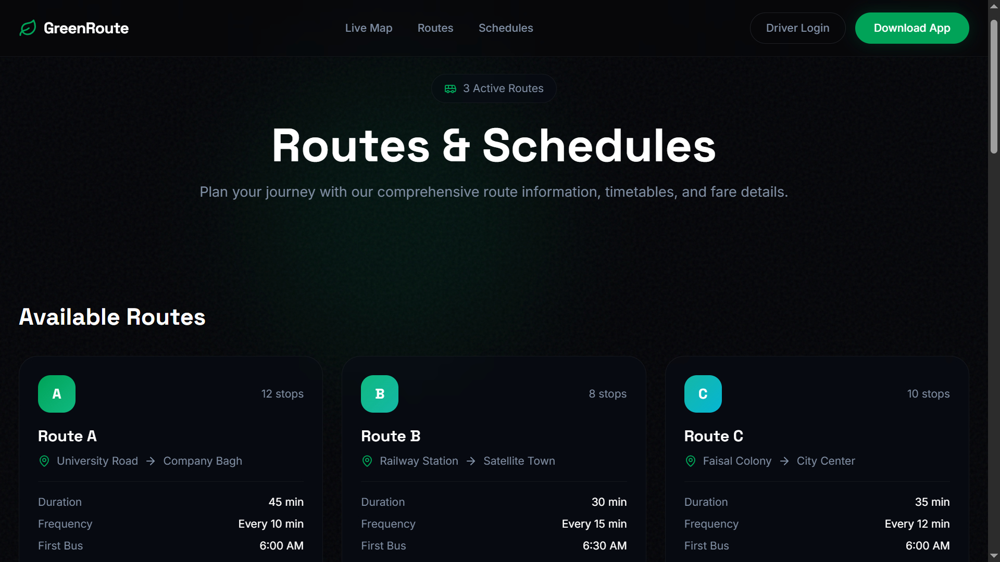 GreenRoute
Live Map
Routes
Schedules
Driver Login
Download App
3 Active Routes
Routes & Schedules
Plan your journey with our comprehensive route information, timetables, and fare details.
Available Routes
A
12 stops
Route A
University Road → Company Bagh
Duration 45 min
Frequency Every 10 min
First Bus 6:00 AM
B
8 stops
Route B
Railway Station → Satellite Town
Duration 30 min
Frequency Every 15 min
First Bus 6:30 AM
C
10 stops
Route C
Faisal Colony → City Center
Duration 35 min
Frequency Every 12 min
First Bus 6:00 AM